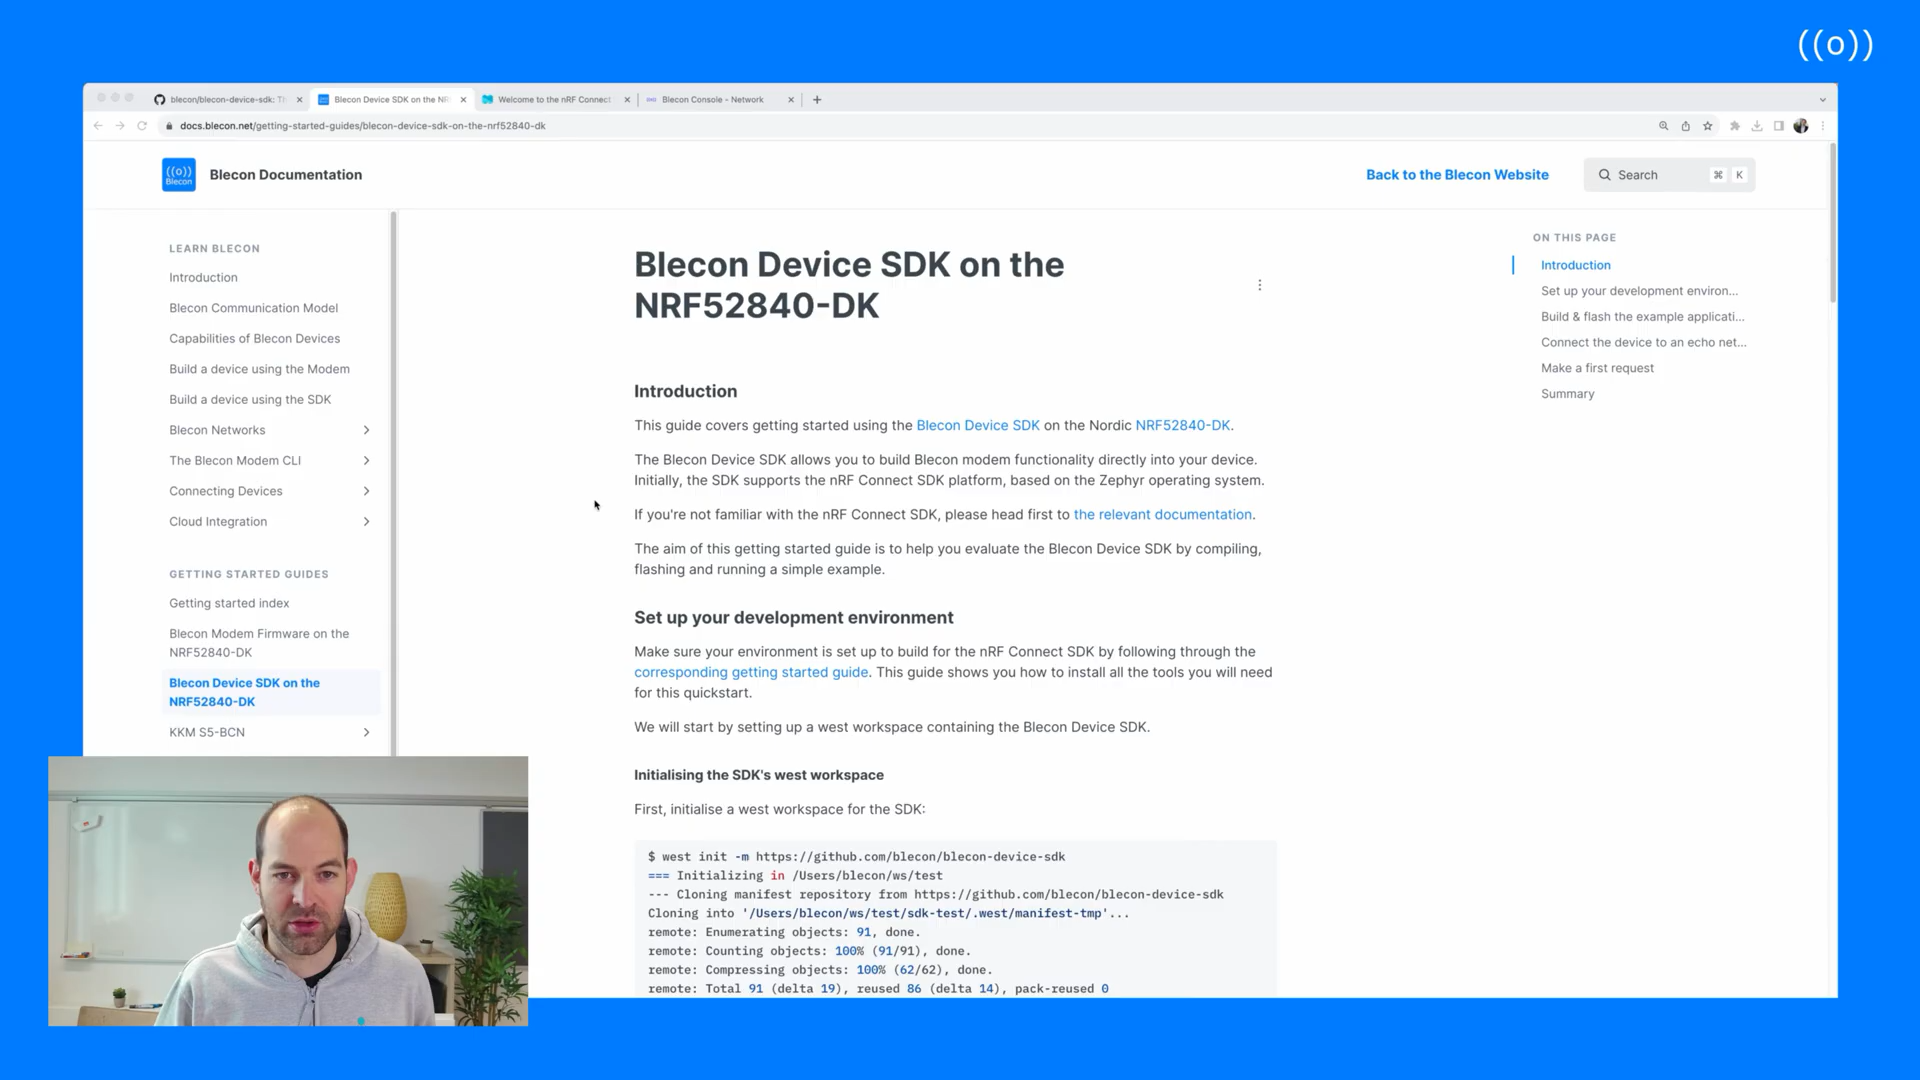 ((o))
blecon/blecon-device-sdk: Th
Blecon Device SDK on the NR
Welcome to the nRF Connect
Blecon Console - Network
docs.blecon.net/getting-started-guides/blecon-device-sdk-on-the-nrf52840-dk
((o))
Blecon
Blecon Documentation
Back to the Blecon Website
Search
⌘ K
LEARN BLECON
Introduction
Blecon Communication Model
Capabilities of Blecon Devices
Build a device using the Modem
Build a device using the SDK
Blecon Networks
The Blecon Modem CLI
Connecting Devices
Cloud Integration
GETTING STARTED GUIDES
Getting started index
Blecon Modem Firmware on the
NRF52840-DK
Blecon Device SDK on the
NRF52840-DK
KKM S5-BCN
Blecon Device SDK on the
NRF52840-DK
Introduction
This guide covers getting started using the Blecon Device SDK on the Nordic NRF52840-DK.
The Blecon Device SDK allows you to build Blecon modem functionality directly into your device.
Initially, the SDK supports the nRF Connect SDK platform, based on the Zephyr operating system.
If you're not familiar with the nRF Connect SDK, please head first to the relevant documentation.
The aim of this getting started guide is to help you evaluate the Blecon Device SDK by compiling,
flashing and running a simple example.
Set up your development environment
Make sure your environment is set up to build for the nRF Connect SDK by following through the
corresponding getting started guide. This guide shows you how to install all the tools you will need
for this quickstart.
We will start by setting up a west workspace containing the Blecon Device SDK.
Initialising the SDK's west workspace
First, initialise a west workspace for the SDK:
$ west init -m https://github.com/blecon/blecon-device-sdk
=== Initializing in /Users/blecon/ws/test
--- Cloning manifest repository from https://github.com/blecon/blecon-device-sdk
Cloning into '/Users/blecon/ws/test/sdk-test/.west/manifest-tmp'...
remote: Enumerating objects: 91, done.
remote: Counting objects: 100% (91/91), done.
remote: Compressing objects: 100% (62/62), done.
remote: Total 91 (delta 19), reused 86 (delta 14), pack-reused 0
ON THIS PAGE
Introduction
Set up your development environ...
Build & flash the example applicati...
Connect the device to an echo net...
Make a first request
Summary